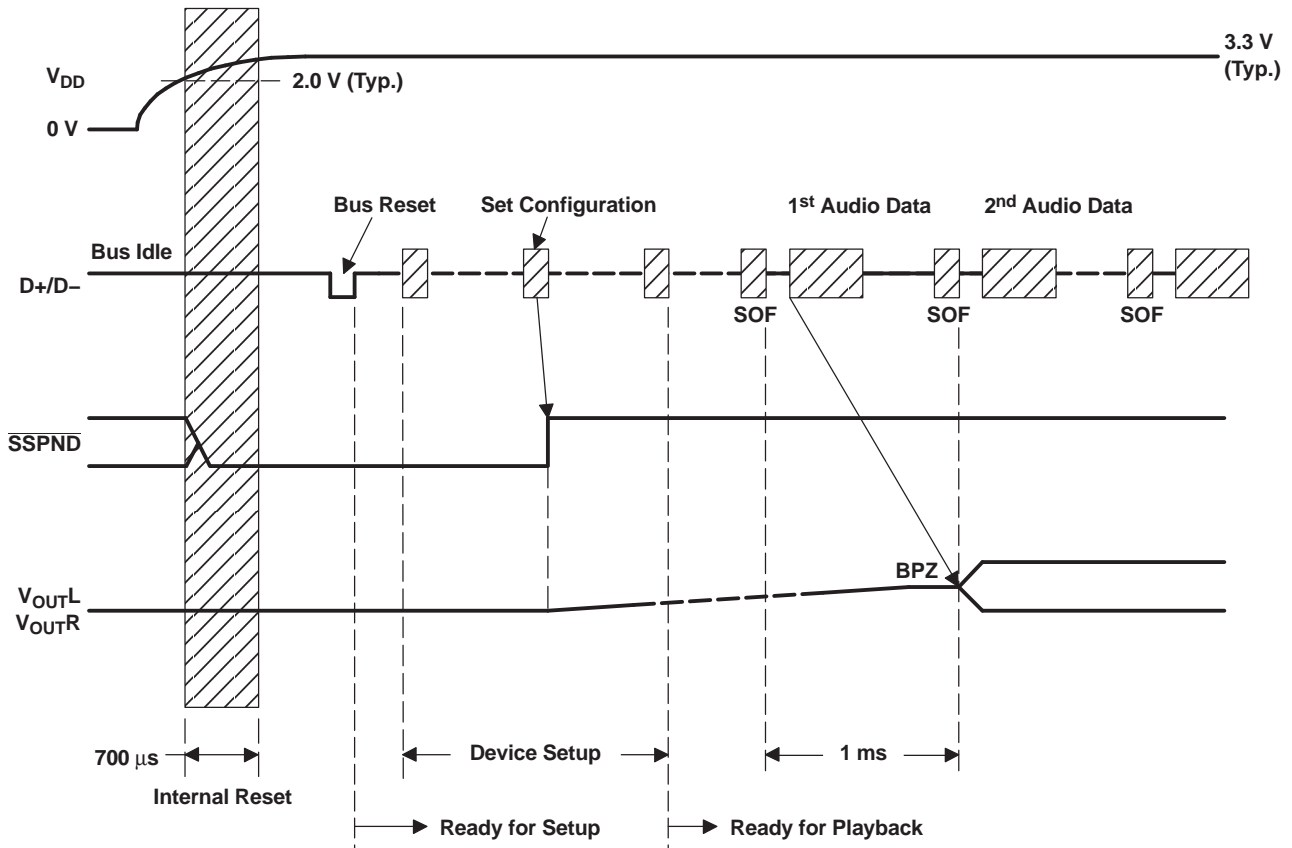 3.3 V
(Typ.)
VDD
2.0 V (Typ.)
0 V
Bus Reset
Set Configuration
1st Audio Data
2nd Audio Data
Bus Idle
D+/D–
SOF
SOF
SOF
SSPND
BPZ
VOUTL
VOUTR
700 μs
Device Setup
1 ms
Internal Reset
Ready for Setup
Ready for Playback